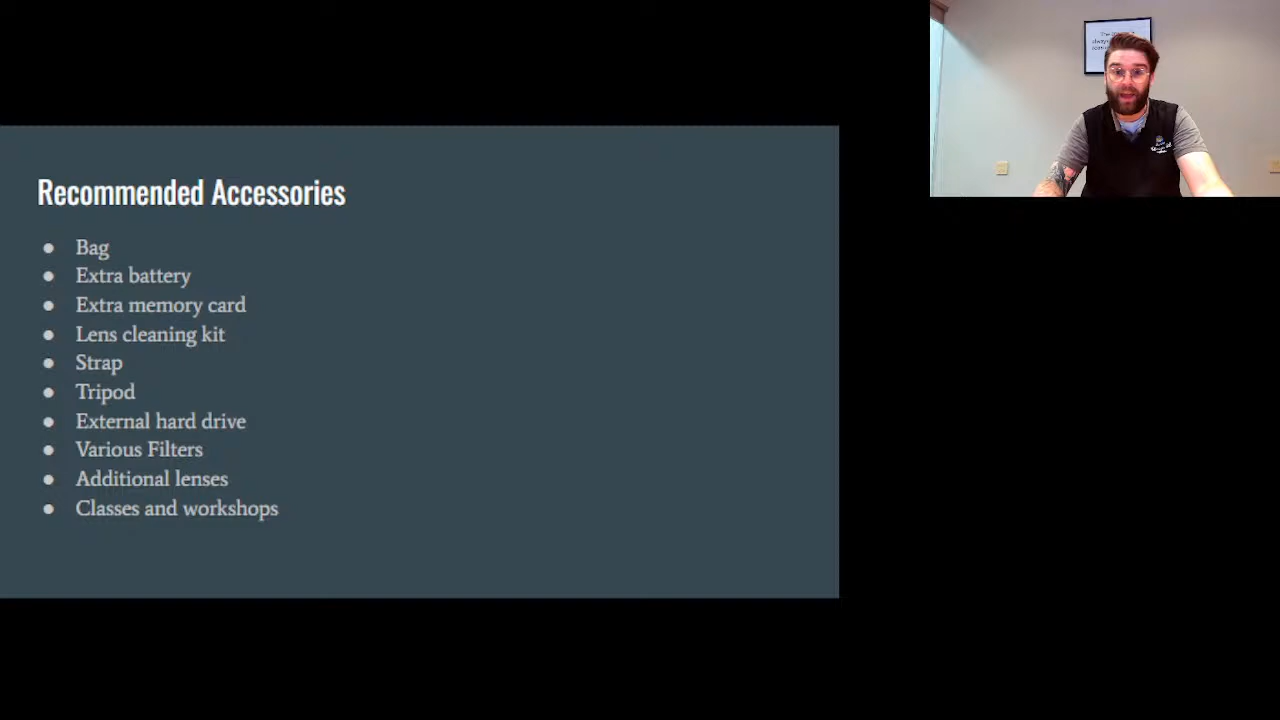 Recommended Accessories
● Bag
● Extra battery
● Extra memory card
● Lens cleaning kit
● Strap
● Tripod
● External hard drive
● Various Filters
● Additional lenses
● Classes and workshops